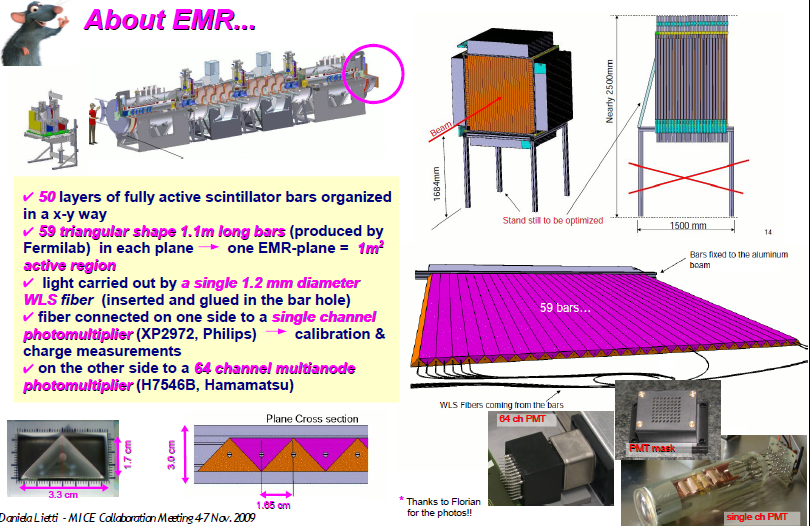 About EMR...
✔ 50 layers of fully active scintillator bars organized
in a x-y way
✔ 59 triangular shape 1.1m long bars (produced by
Fermilab) in each plane → one EMR-plane = 1m²
active region
✔ light carried out by a single 1.2 mm diameter
WLS fiber (inserted and glued in the bar hole)
✔ fiber connected on one side to a single channel
photomultiplier (XP2972, Philips) → calibration &
charge measurements
✔ on the other side to a 64 channel multianode
photomultiplier (H7546B, Hamamatsu)
Beam
1684mm
Stand still to be optimized
Nearly 2500mm
1500 mm
14
Bars fixed to the aluminum
beam
59 bars...
WLS Fibers coming from the bars
Plane Cross section
1.7 cm
3.3 cm
3.0 cm
1.65 cm
64 ch PMT
PMT mask
single ch PMT
* Thanks to Florian
for the photos!!
Daniela Lietti - MICE Collaboration Meeting 4-7 Nov. 2009